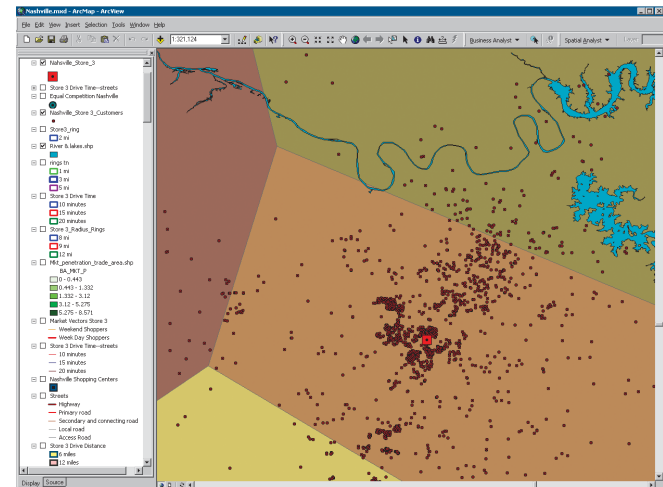 Nashville.mxd - ArcMap - ArcView
File Edit View Insert Selection Tools Window Help
1:321,124 Business Analyst Spatial Analyst Layer:
Nahsville_Store_3
Store 3 Drive Time--streets
Equal Competition Nashville
Nashville_Store 3_Customers
Store3_ring
2 mi
River & lakes.shp
rings tn
1 mi
3 mi
5 mi
Store 3 Drive Time
10 minutes
15 minutes
20 minutes
Store 3_Radius_Rings
8 mi
9 mi
12 mi
Mkt_penetration_trade_area.shp
BA_MKT_P
0 - 0.443
0.443 - 1.332
1.332 - 3.12
3.12 - 5.275
5.275 - 8.571
Market Vectors Store 3
Weekend Shoppers
Week Day Shoppers
Store 3 Drive Time--streets
10 minutes
15 minutes
20 minutes
Nashville Shopping Centers
Streets
Highway
Primary road
Secondary and connecting road
Local road
Access Road
Store 3 Drive Distance
6 miles
12 miles
Display Source